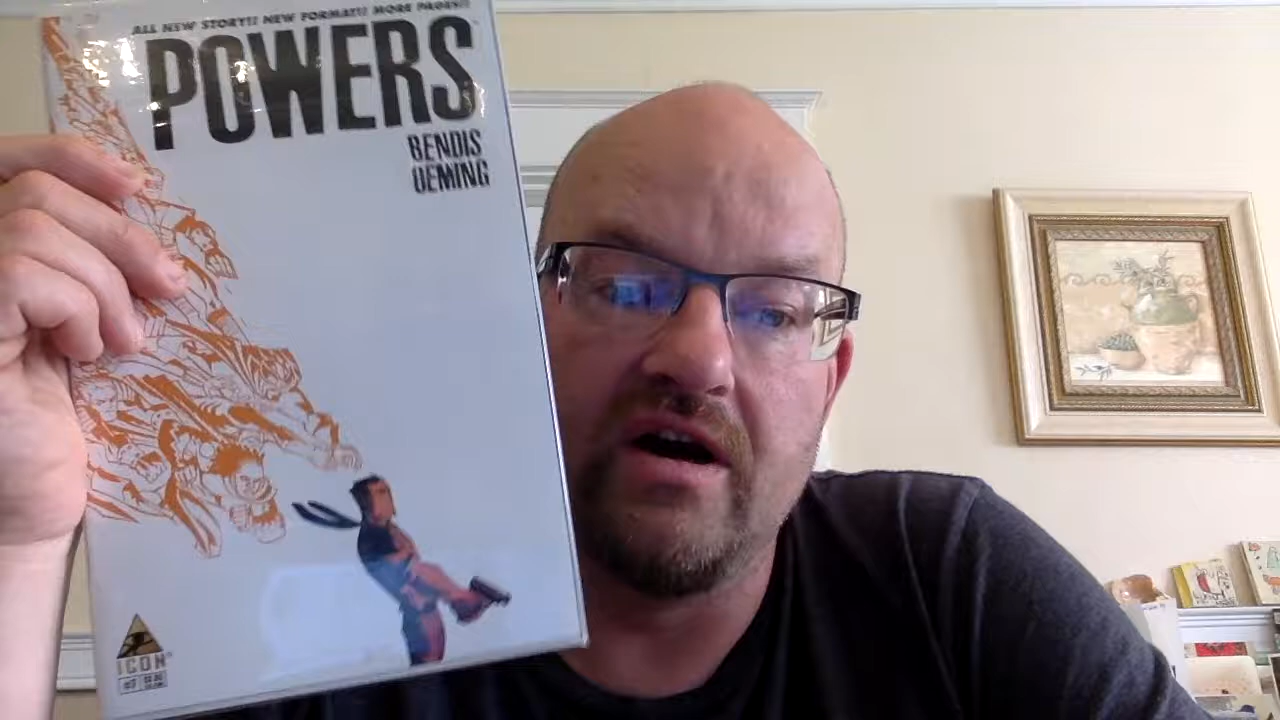 ALL NEW STORY!! NEW FORMAT!! MORE PAGES!!
POWERS
BENDIS
OEMING
ICON